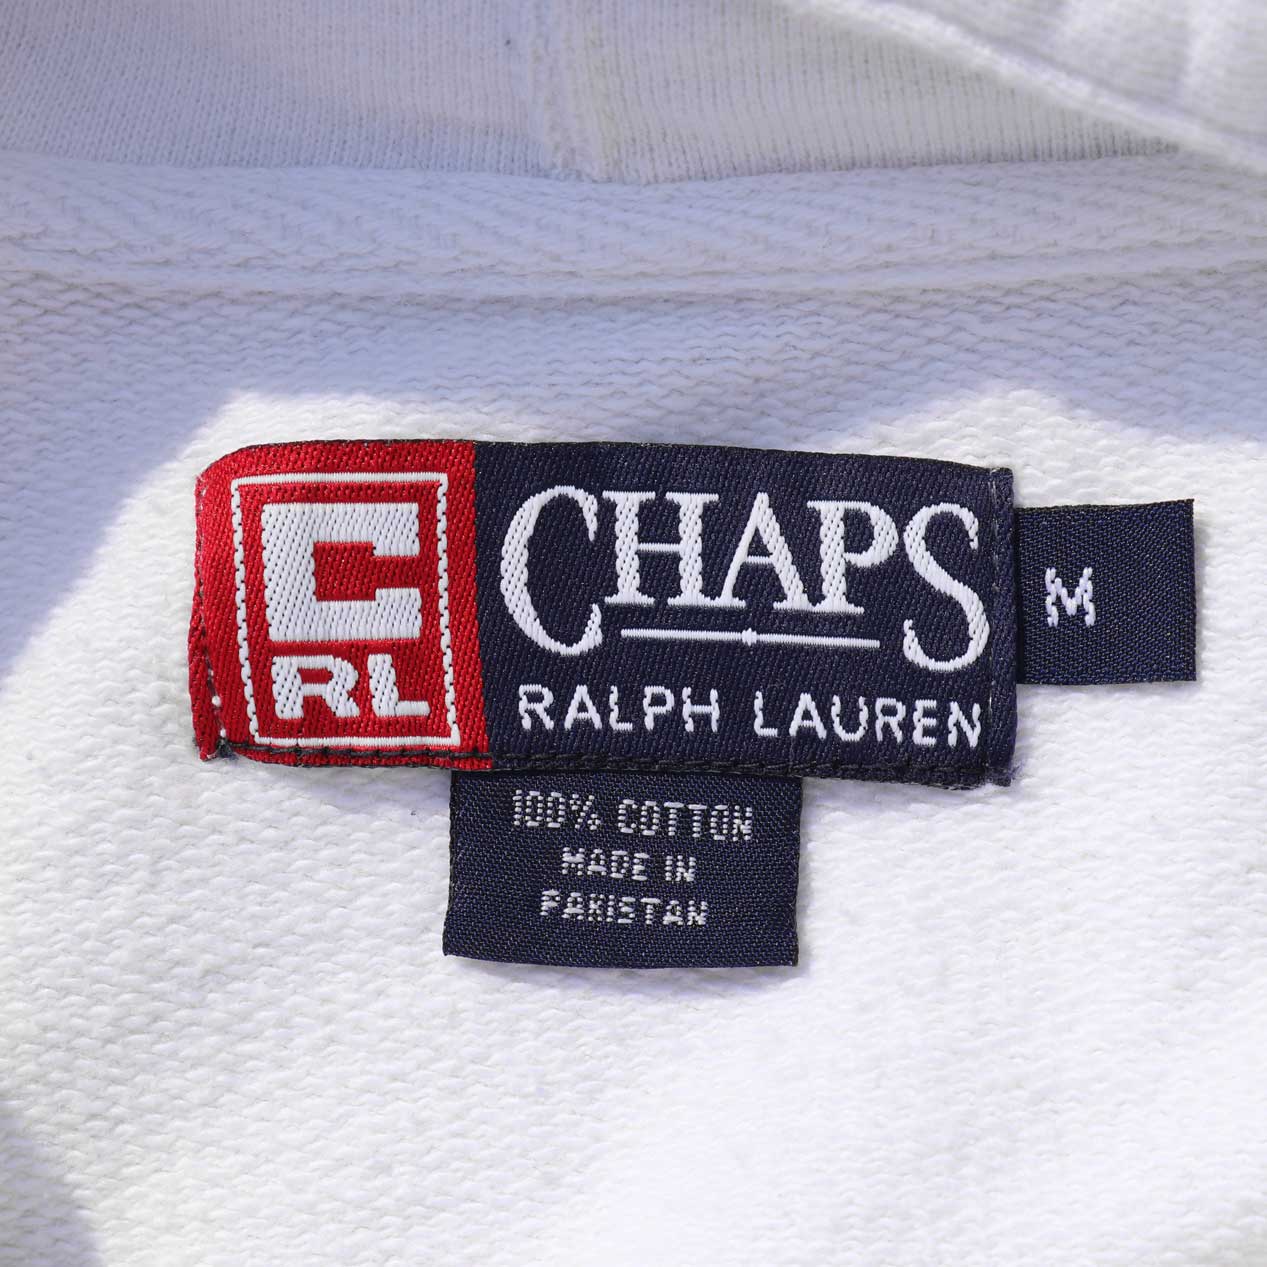 C
RL
CHAPS
RALPH LAUREN
M
100% COTTON
MADE IN
PAKISTAN